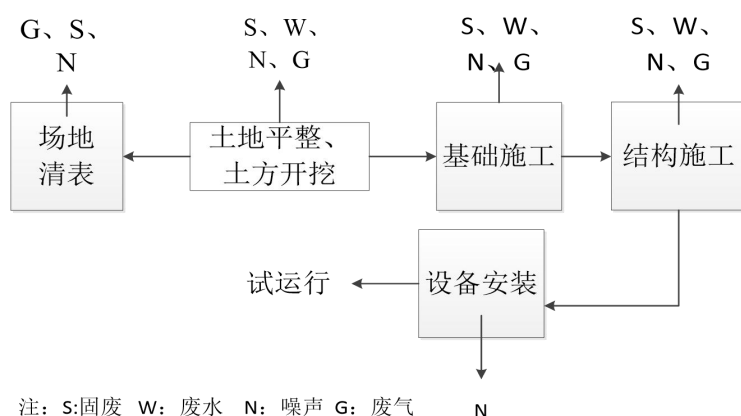 G、S、
N
S、W、
N、G
S、W、
N、G
S、W、
N、G
场地
清表
土地平整、
土方开挖
基础施工
结构施工
试运行
设备安装
N
注：S:固废 W：废水 N：噪声 G：废气